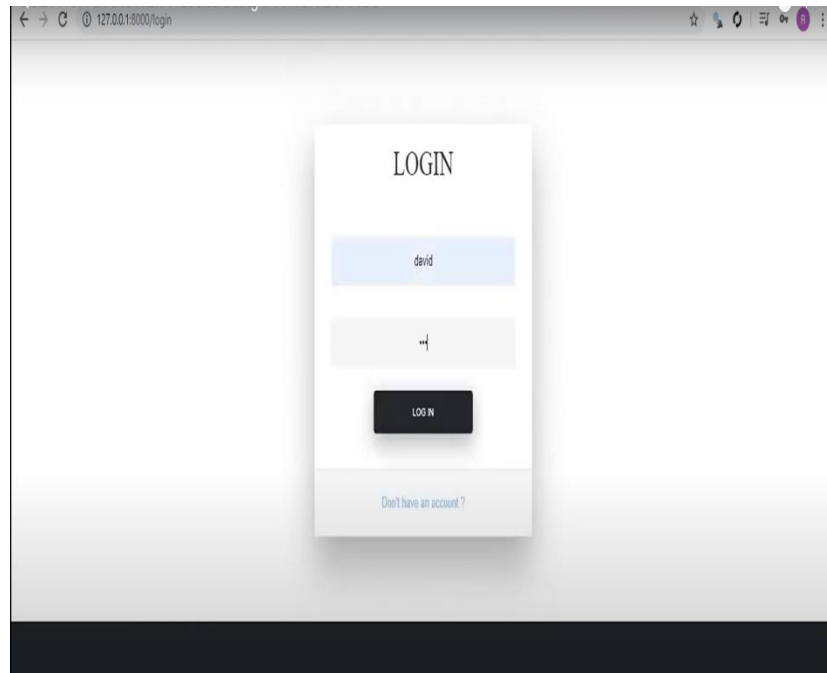 127.0.0.1:8000/login
R
LOGIN
david
•••
LOG IN
Don't have an account ?